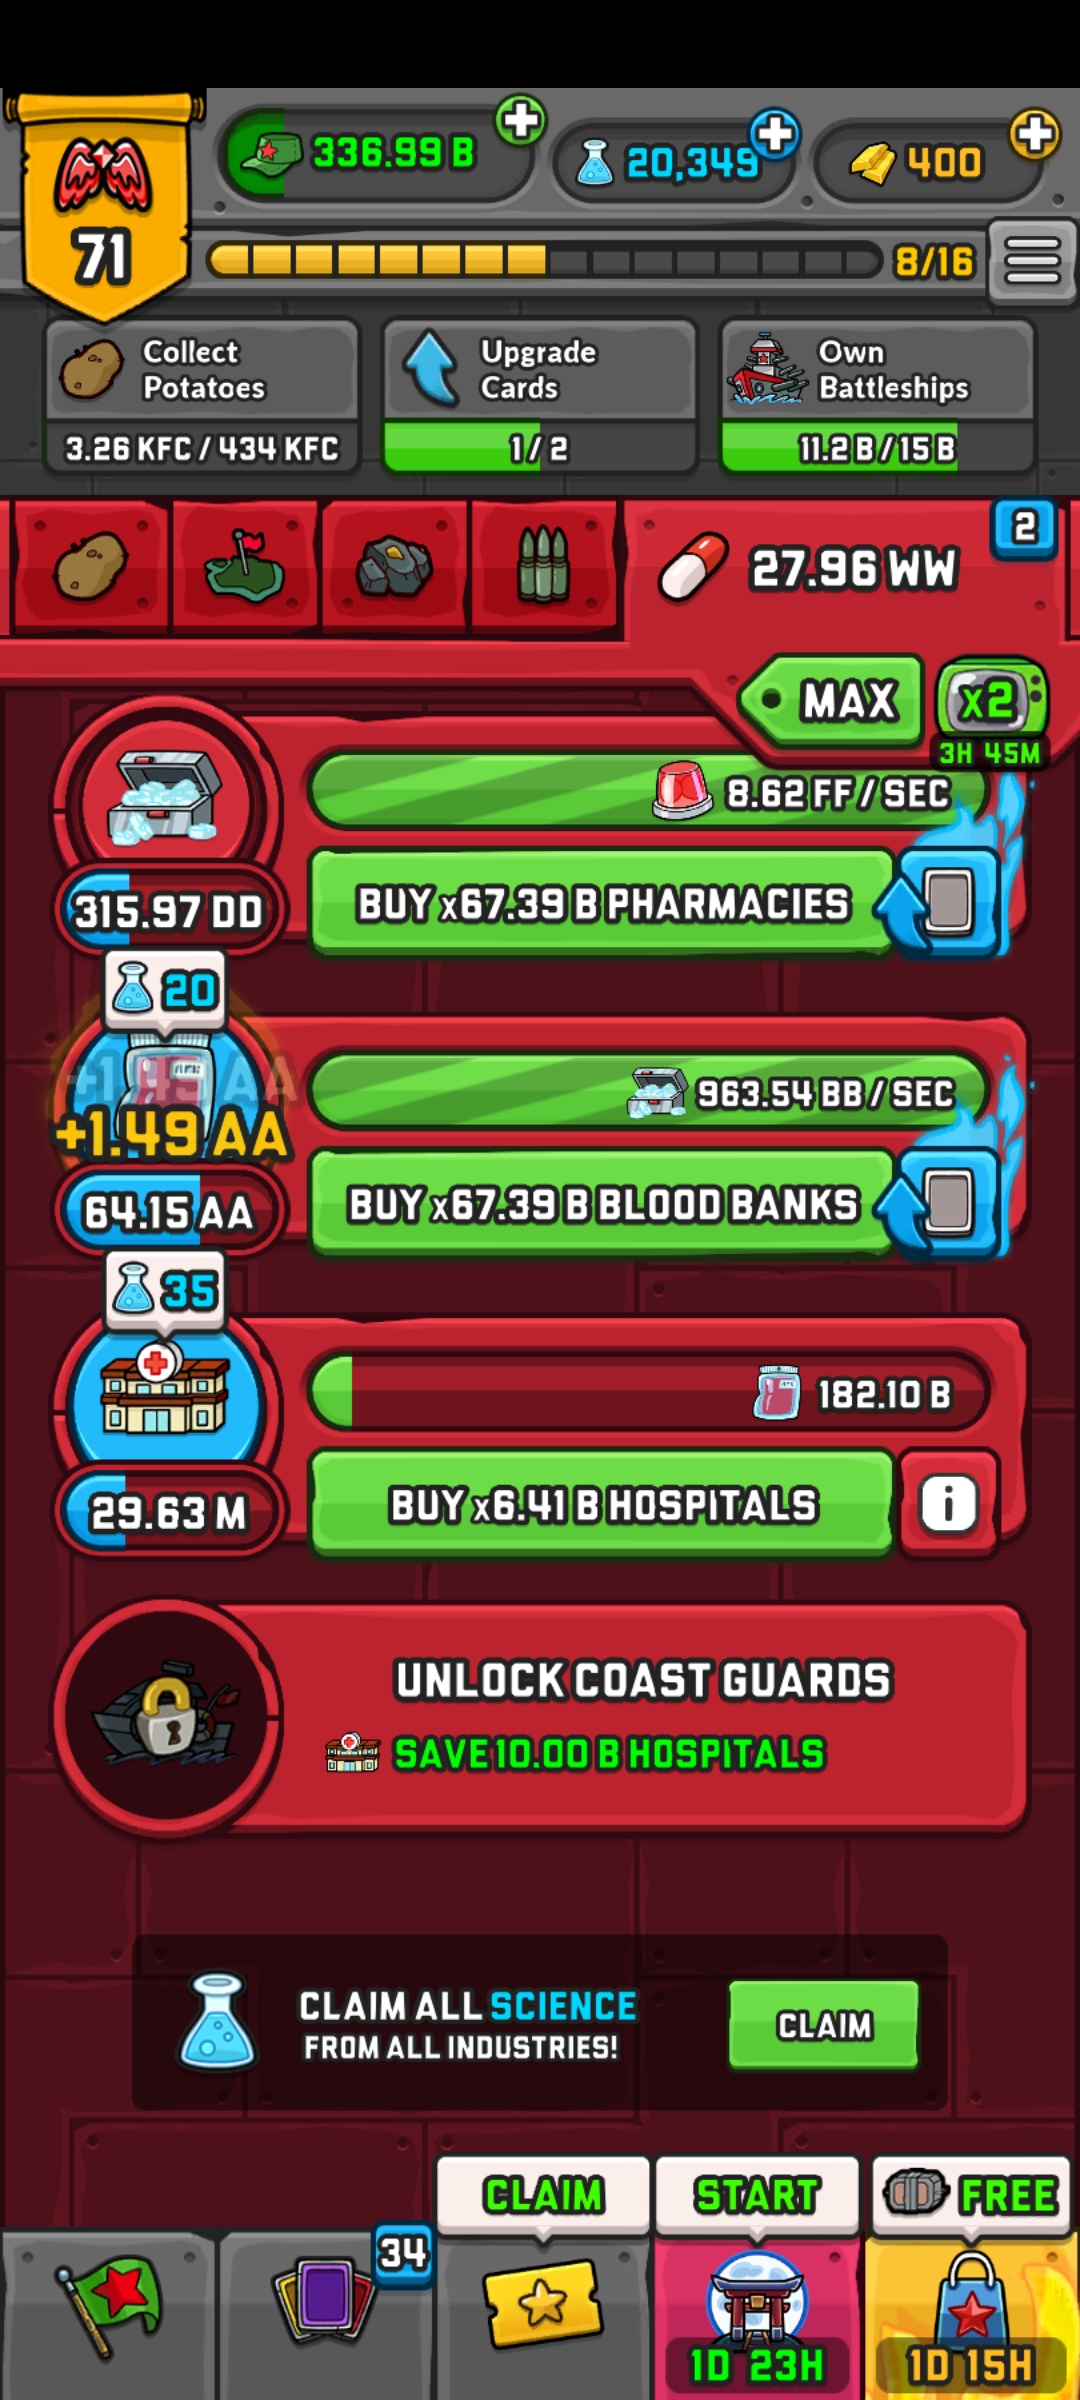 336.99 B
20,349
400
71
8/16
Collect
Potatoes
3.26 KFC / 434 KFC
Upgrade
Cards
1 / 2
Own
Battleships
11.2 B / 15 B
27.96 WW
2
MAX
x2
3H 45M
8.62 FF / SEC
315.97 DD
BUY x67.39 B PHARMACIES
20
+1.49 AA
963.54 BB / SEC
64.15 AA
BUY x67.39 B BLOOD BANKS
35
182.10 B
29.63 M
BUY x6.41 B HOSPITALS
i
UNLOCK COAST GUARDS
SAVE 10.00 B HOSPITALS
CLAIM ALL SCIENCE
FROM ALL INDUSTRIES!
CLAIM
CLAIM
START
FREE
34
1D 23H
1D 15H